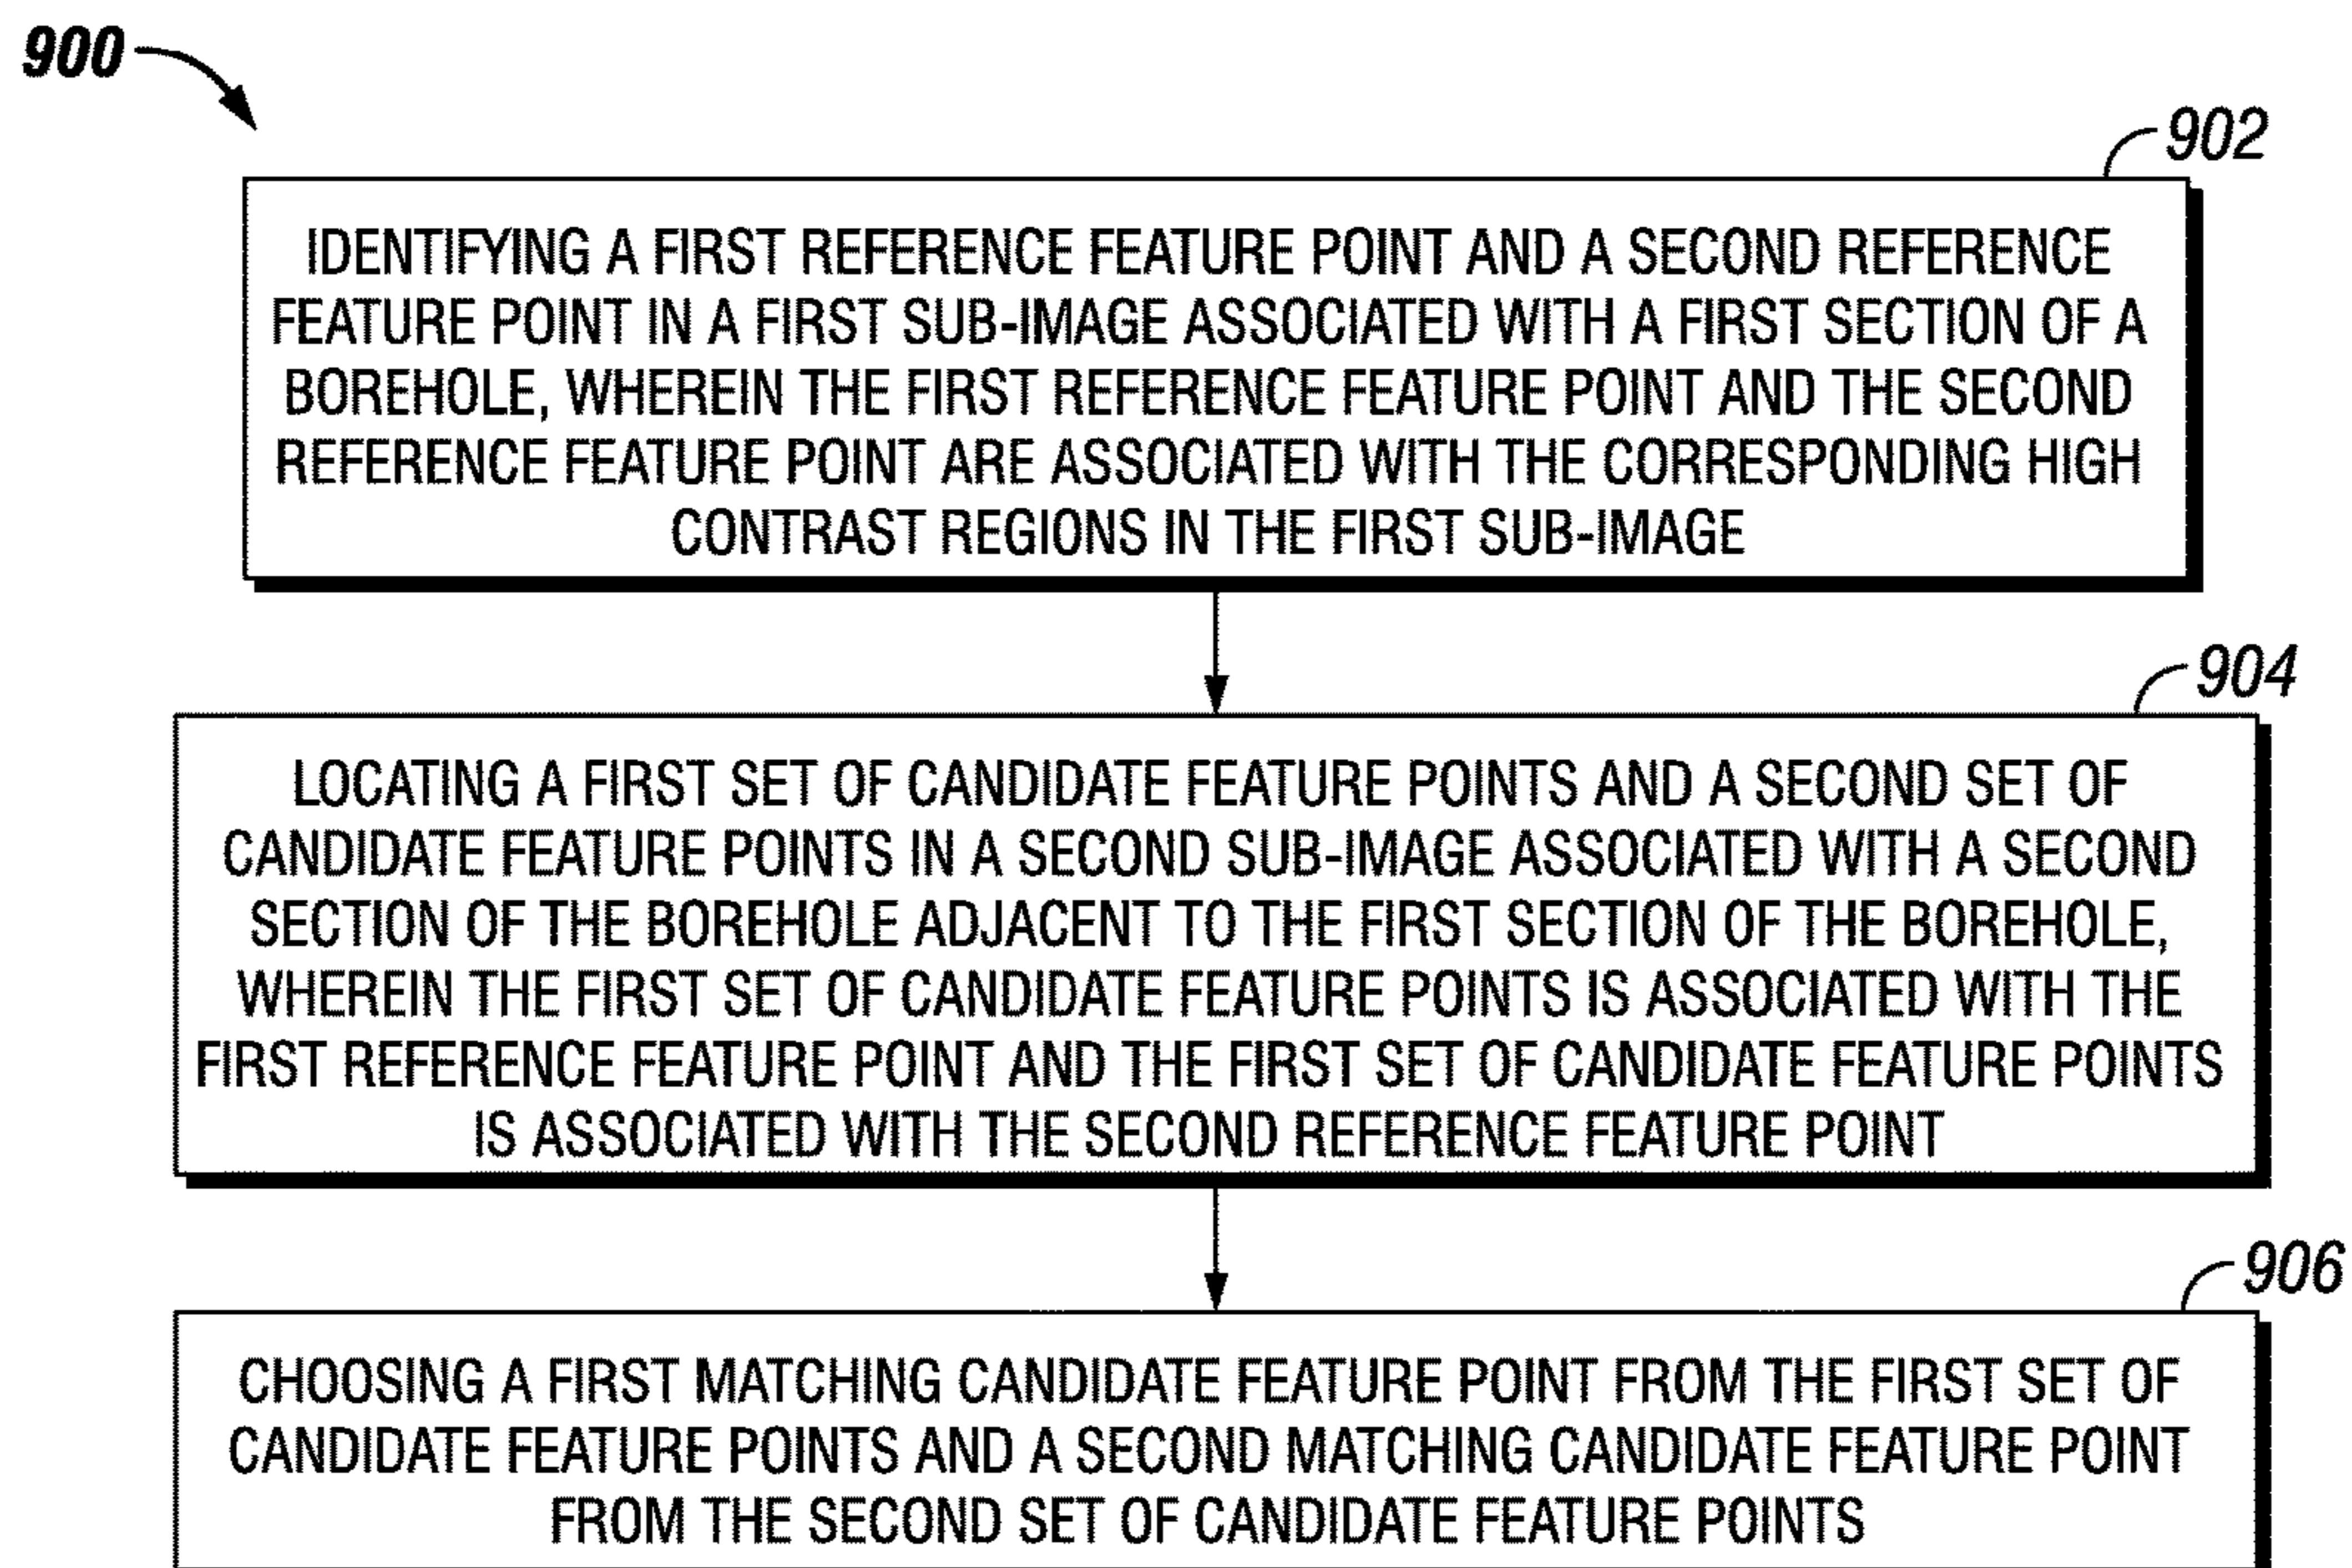 900
902
IDENTIFYING A FIRST REFERENCE FEATURE POINT AND A SECOND REFERENCE
FEATURE POINT IN A FIRST SUB-IMAGE ASSOCIATED WITH A FIRST SECTION OF A
BOREHOLE, WHEREIN THE FIRST REFERENCE FEATURE POINT AND THE SECOND
REFERENCE FEATURE POINT ARE ASSOCIATED WITH THE CORRESPONDING HIGH
CONTRAST REGIONS IN THE FIRST SUB-IMAGE
904
LOCATING A FIRST SET OF CANDIDATE FEATURE POINTS AND A SECOND SET OF
CANDIDATE FEATURE POINTS IN A SECOND SUB-IMAGE ASSOCIATED WITH A SECOND
SECTION OF THE BOREHOLE ADJACENT TO THE FIRST SECTION OF THE BOREHOLE,
WHEREIN THE FIRST SET OF CANDIDATE FEATURE POINTS IS ASSOCIATED WITH THE
FIRST REFERENCE FEATURE POINT AND THE FIRST SET OF CANDIDATE FEATURE POINTS
IS ASSOCIATED WITH THE SECOND REFERENCE FEATURE POINT
906
CHOOSING A FIRST MATCHING CANDIDATE FEATURE POINT FROM THE FIRST SET OF
CANDIDATE FEATURE POINTS AND A SECOND MATCHING CANDIDATE FEATURE POINT
FROM THE SECOND SET OF CANDIDATE FEATURE POINTS